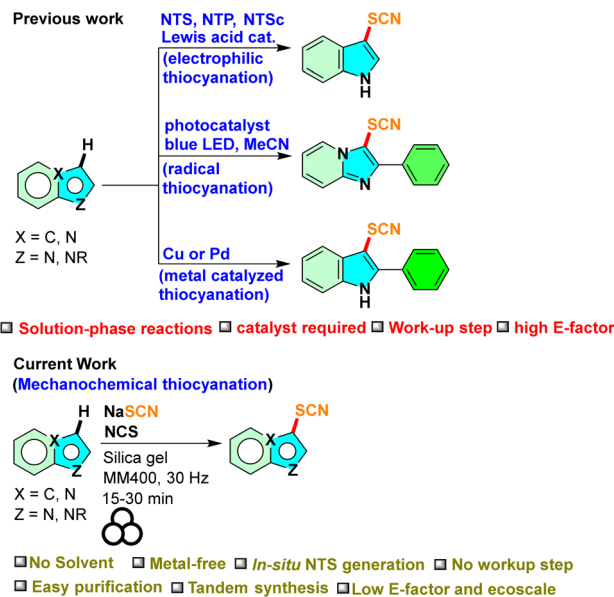 Previous work
NTS, NTP, NTSc
Lewis acid cat.
(electrophilic
thiocyanation)
SCN
N
H
photocatalyst
blue LED, MeCN
(radical
thiocyanation)
SCN
N
N
H
X
Z
X = C, N
Z = N, NR
Cu or Pd
(metal catalyzed
thiocyanation)
SCN
N
H
Solution-phase reactions catalyst required Work-up step high E-factor
Current Work
(Mechanochemical thiocyanation)
H
X
Z
X = C, N
Z = N, NR
NaSCN
NCS
Silica gel
MM400, 30 Hz
15-30 min
SCN
X
Z
No Solvent Metal-free In-situ NTS generation No workup step
Easy purification Tandem synthesis Low E-factor and ecoscale